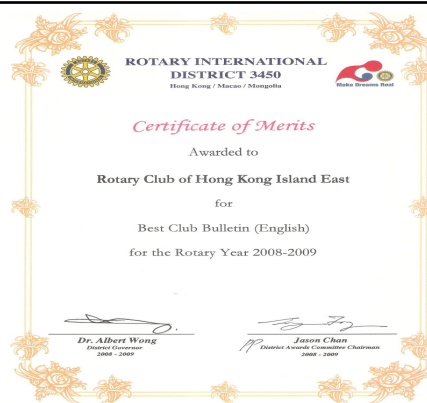 ROTARY INTERNATIONAL
DISTRICT 3450
Hong Kong / Macao / Mongolia
Make Dreams Real
Certificate of Merits
Awarded to
Rotary Club of Hong Kong Island East
for
Best Club Bulletin (English)
for the Rotary Year 2008-2009
Dr. Albert Wong
District Governor
2008 - 2009
PP
Jason Chan
District Awards Committee Chairman
2008 - 2009